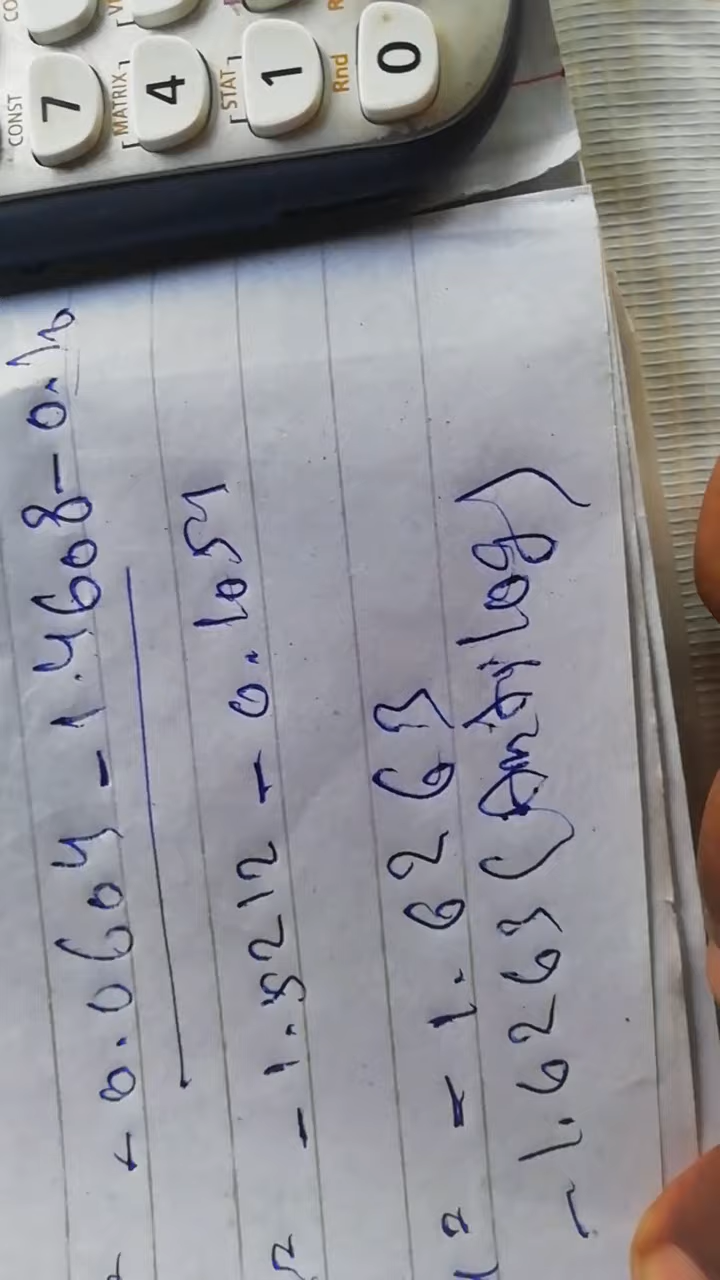 CONST
7
MATRIX
4
STAT
1
Rnd
0
- 0.0604 - 1.4608 - 0.
- 1.5212 - 0.1051
- 1.6263
- 1.6263 (Antilog)